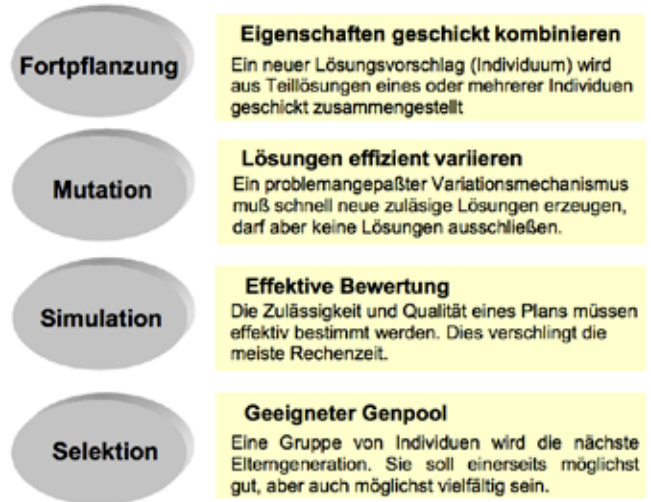 Fortpflanzung
Eigenschaften geschickt kombinieren
Ein neuer Lösungsvorschlag (Individuum) wird
aus Teillösungen eines oder mehrerer Individuen
geschickt zusammengestellt
Mutation
Lösungen effizient variieren
Ein problemangepaßter Variationsmechanismus
muß schnell neue zuläsige Lösungen erzeugen,
darf aber keine Lösungen ausschließen.
Simulation
Effektive Bewertung
Die Zulässigkeit und Qualität eines Plans müssen
effektiv bestimmt werden. Dies verschlingt die
meiste Rechenzeit.
Selektion
Geeigneter Genpool
Eine Gruppe von Individuen wird die nächste
Elterngeneration. Sie soll einerseits möglichst
gut, aber auch möglichst vielfältig sein.